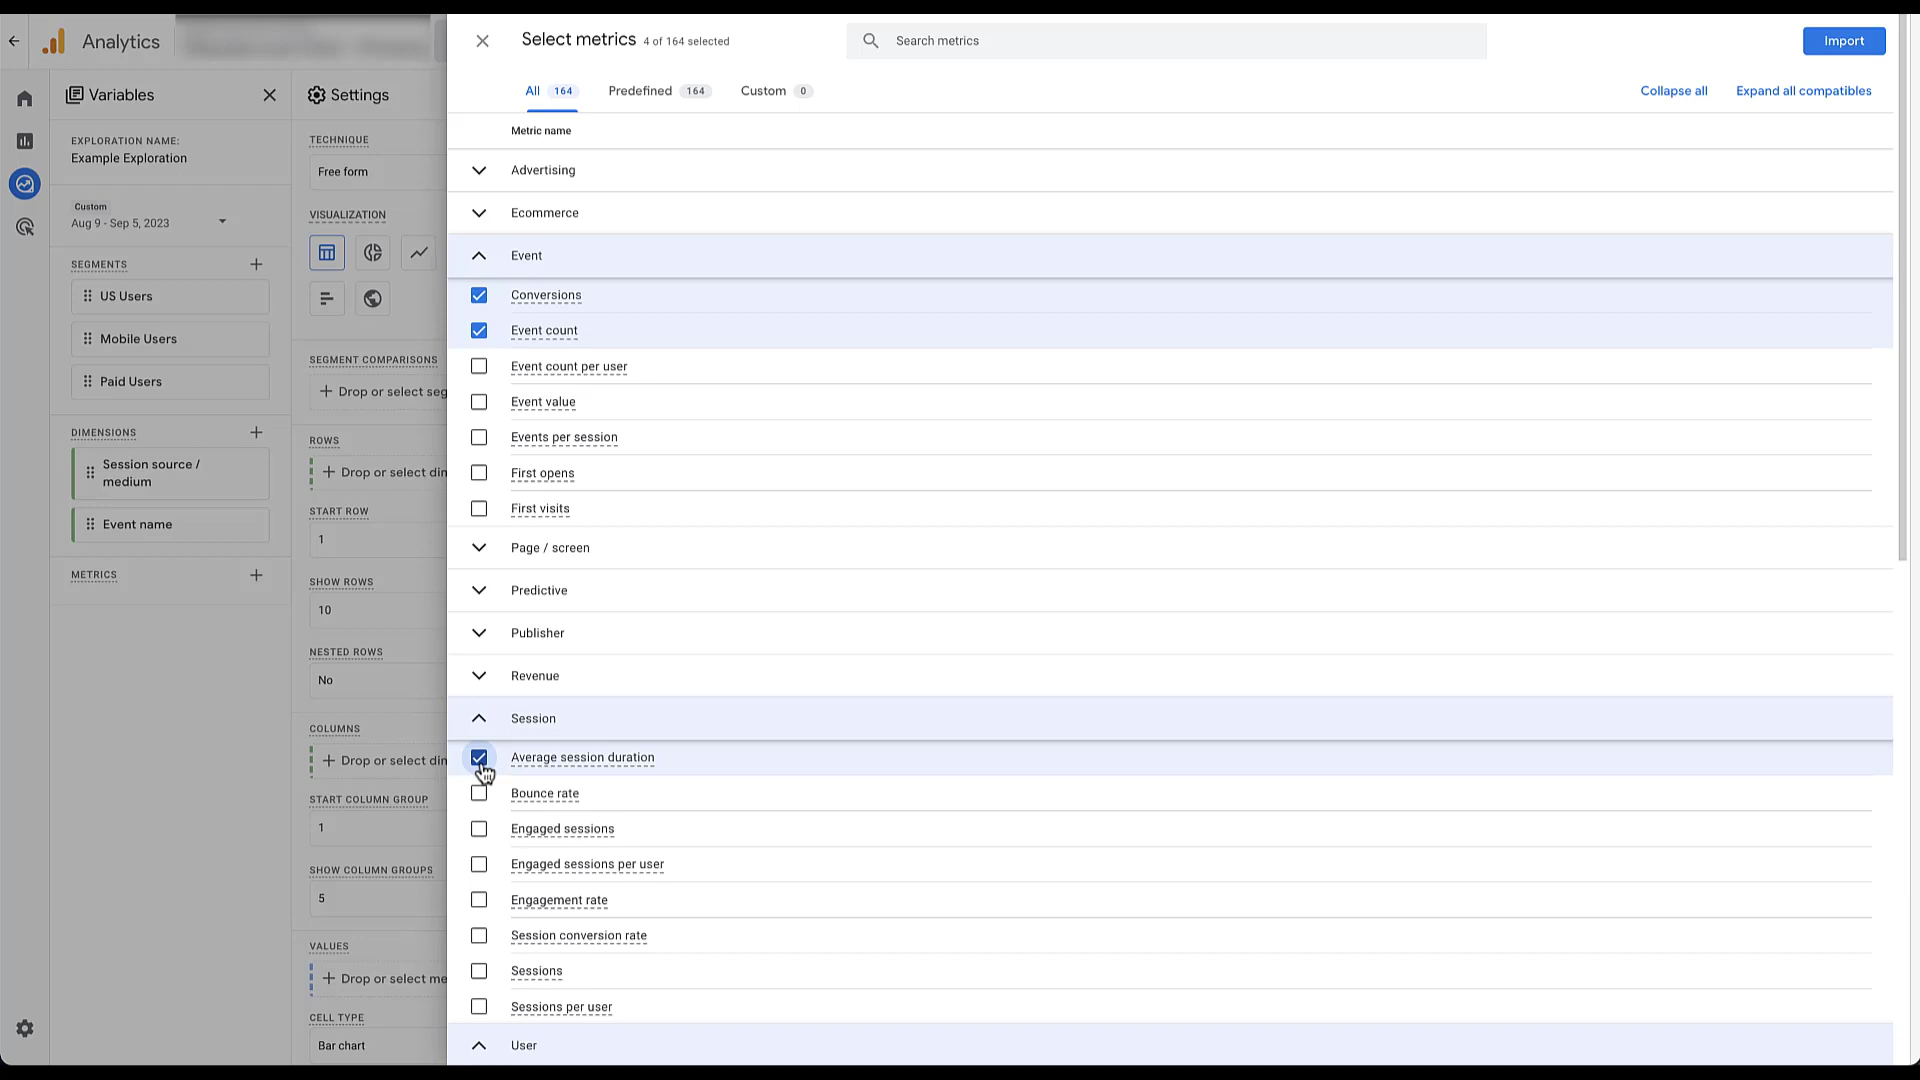 Analytics
Variables
EXPLORATION NAME:
Example Exploration
Custom
Aug 9 - Sep 5, 2023
SEGMENTS
US Users
Mobile Users
Paid Users
DIMENSIONS
Session source /
medium
Event name
METRICS
Settings
TECHNIQUE
Free form
VISUALIZATION
SEGMENT COMPARISONS
Drop or select seg
ROWS
Drop or select din
START ROW
1
SHOW ROWS
10
NESTED ROWS
No
COLUMNS
Drop or select din
START COLUMN GROUP
1
SHOW COLUMN GROUPS
5
VALUES
Drop or select me
CELL TYPE
Bar chart
Select metrics 4 of 164 selected
Search metrics
Import
All 164 Predefined 164 Custom 0
Collapse all Expand all compatibles
Metric name
Advertising
Ecommerce
Event
Conversions
Event count
Event count per user
Event value
Events per session
First opens
First visits
Page / screen
Predictive
Publisher
Revenue
Session
Average session duration
Bounce rate
Engaged sessions
Engaged sessions per user
Engagement rate
Session conversion rate
Sessions
Sessions per user
User